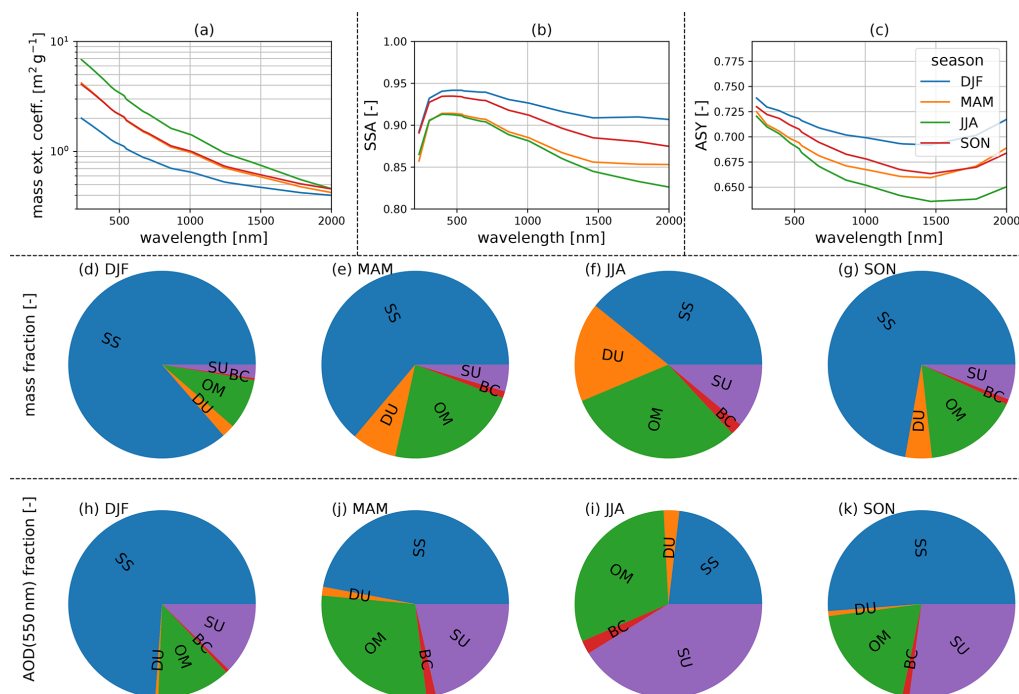 (a)
mass ext. coeff. [m² g⁻¹]
10¹
10⁰
500 1000 1500 2000
wavelength [nm]
(b)
SSA [-]
1.00
0.95
0.90
0.85
0.80
500 1000 1500 2000
wavelength [nm]
(c)
ASY [-]
0.775
0.750
0.725
0.700
0.675
0.650
500 1000 1500 2000
wavelength [nm]
season
DJF
MAM
JJA
SON
mass fraction [-]
(d) DJF
SS
SU
BC
OM
DU
(e) MAM
SS
SU
BC
OM
DU
(f) JJA
SS
DU
SU
BC
OM
(g) SON
SS
SU
BC
OM
DU
AOD(550 nm) fraction [-]
(h) DJF
SS
SU
BC
OM
DU
(j) MAM
SS
DU
OM
SU
BC
(i) JJA
DU
SS
OM
BC
SU
(k) SON
SS
DU
OM
SU
BC